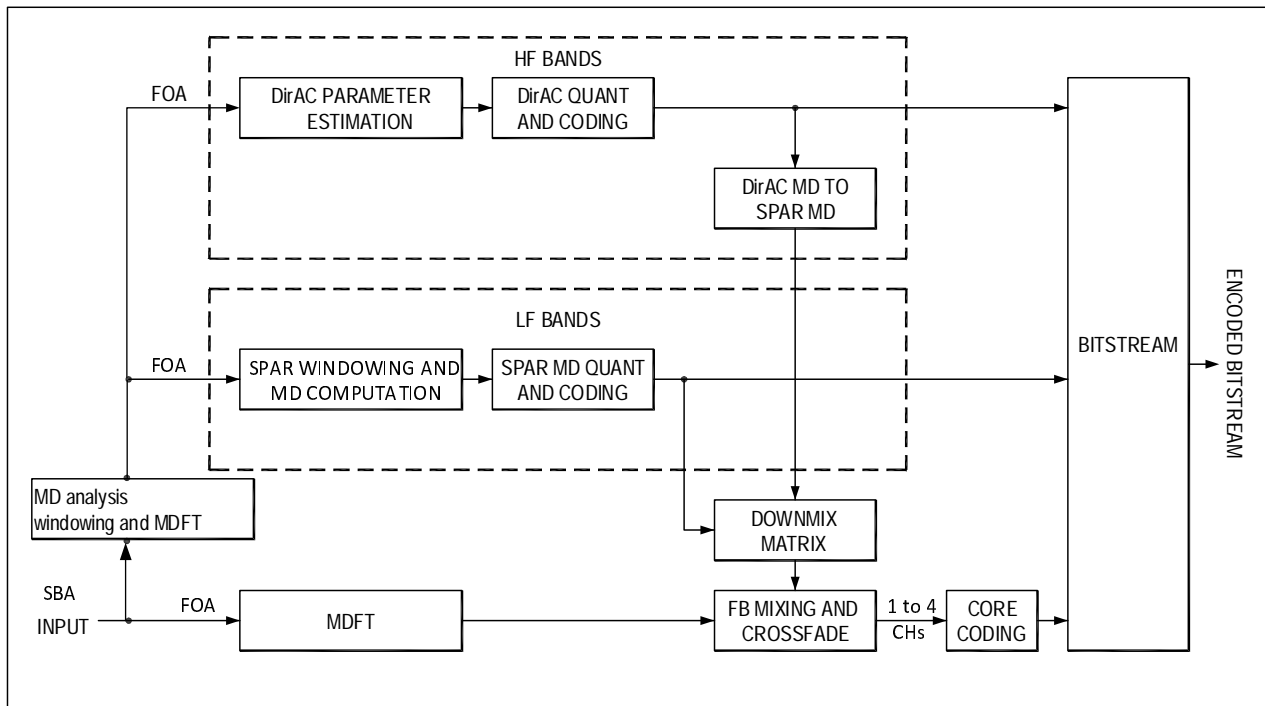 HF BANDS
FOA
DirAC PARAMETER
ESTIMATION
DirAC QUANT
AND CODING
DirAC MD TO
SPAR MD
LF BANDS
FOA
SPAR WINDOWING AND
MD COMPUTATION
SPAR MD QUANT
AND CODING
BITSTREAM
ENCODED BITSTREAM
MD analysis
windowing and MDFT
DOWNMIX
MATRIX
SBA
INPUT
FOA
MDFT
FB MIXING AND
CROSSFADE
1 to 4
CHs
CORE
CODING